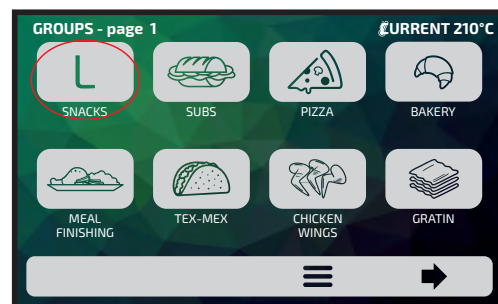 GROUPS - page 1
CURRENT 210°C
L
SNACKS
SUBS
PIZZA
BAKERY
MEAL
FINISHING
TEX-MEX
CHICKEN
WINGS
GRATIN